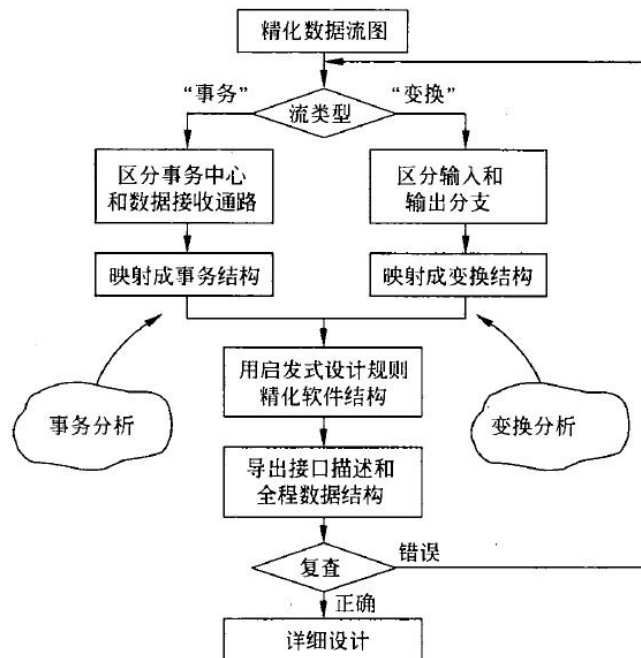 精化数据流图
“事务”
“变换”
流类型
区分事务中心
和数据接收通路
区分输入和
输出分支
映射成事务结构
映射成变换结构
用启发式设计规则
精化软件结构
事务分析
变换分析
导出接口描述和
全程数据结构
复查
错误
正确
详细设计